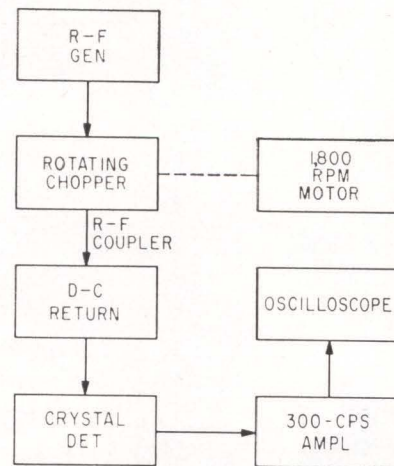 R-F
GEN
ROTATING
CHOPPER
1,800
RPM
MOTOR
R-F
COUPLER
D-C
RETURN
OSCILLOSCOPE
CRYSTAL
DET
300-CPS
AMPL